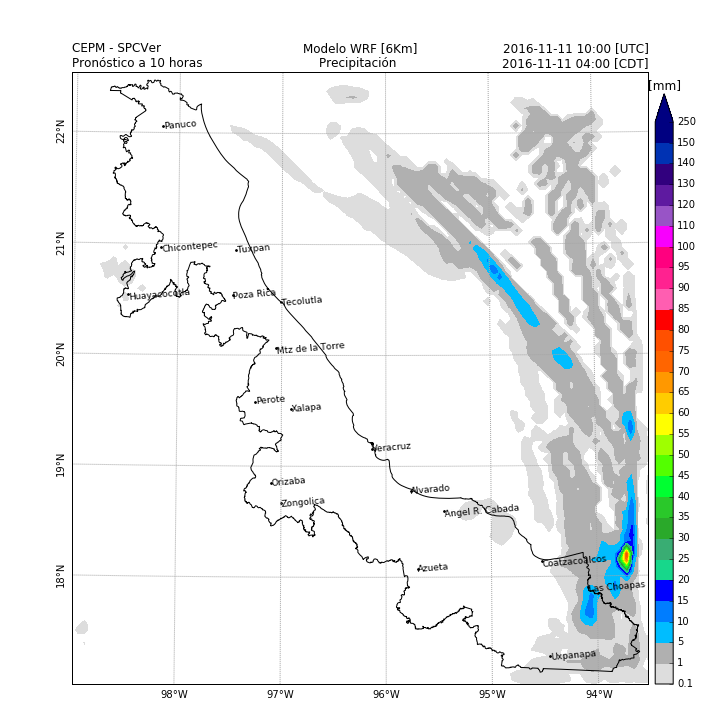 CEPM - SPCVer
Modelo WRF [6Km]
2016-11-11 10:00 [UTC]
Pronóstico a 10 horas
Precipitación
2016-11-11 04:00 [CDT]
[mm]
250
150
140
130
120
110
100
95
90
85
80
75
70
65
60
55
50
45
40
35
30
25
20
15
10
5
1
0.1
22°N
21°N
20°N
19°N
18°N
Panuco
Chicontepec
Tuxpan
Huayacocotla
Poza Rica
Tecolutla
Mtz de la Torre
Perote
Xalapa
Veracruz
Orizaba
Alvarado
Zongolica
Angel R. Cabada
Coatzacoalcos
Azueta
Las Choapas
Uxpanapa
98°W
97°W
96°W
95°W
94°W